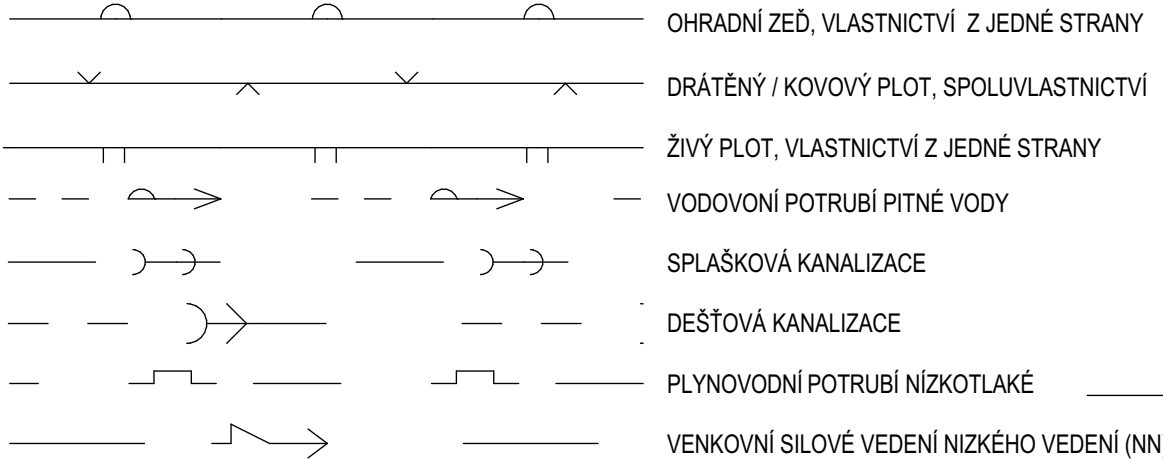 OHRADNÍ ZEĎ, VLASTNICTVÍ Z JEDNÉ STRANY
DRÁTĚNÝ / KOVOVÝ PLOT, SPOLUVLASTNICTVÍ
ŽIVÝ PLOT, VLASTNICTVÍ Z JEDNÉ STRANY
VODOVONÍ POTRUBÍ PITNÉ VODY
SPLAŠKOVÁ KANALIZACE
DEŠŤOVÁ KANALIZACE
PLYNOVODNÍ POTRUBÍ NÍZKOTLAKÉ
VENKOVNÍ SILOVÉ VEDENÍ NIZKÉHO VEDENÍ (NN)